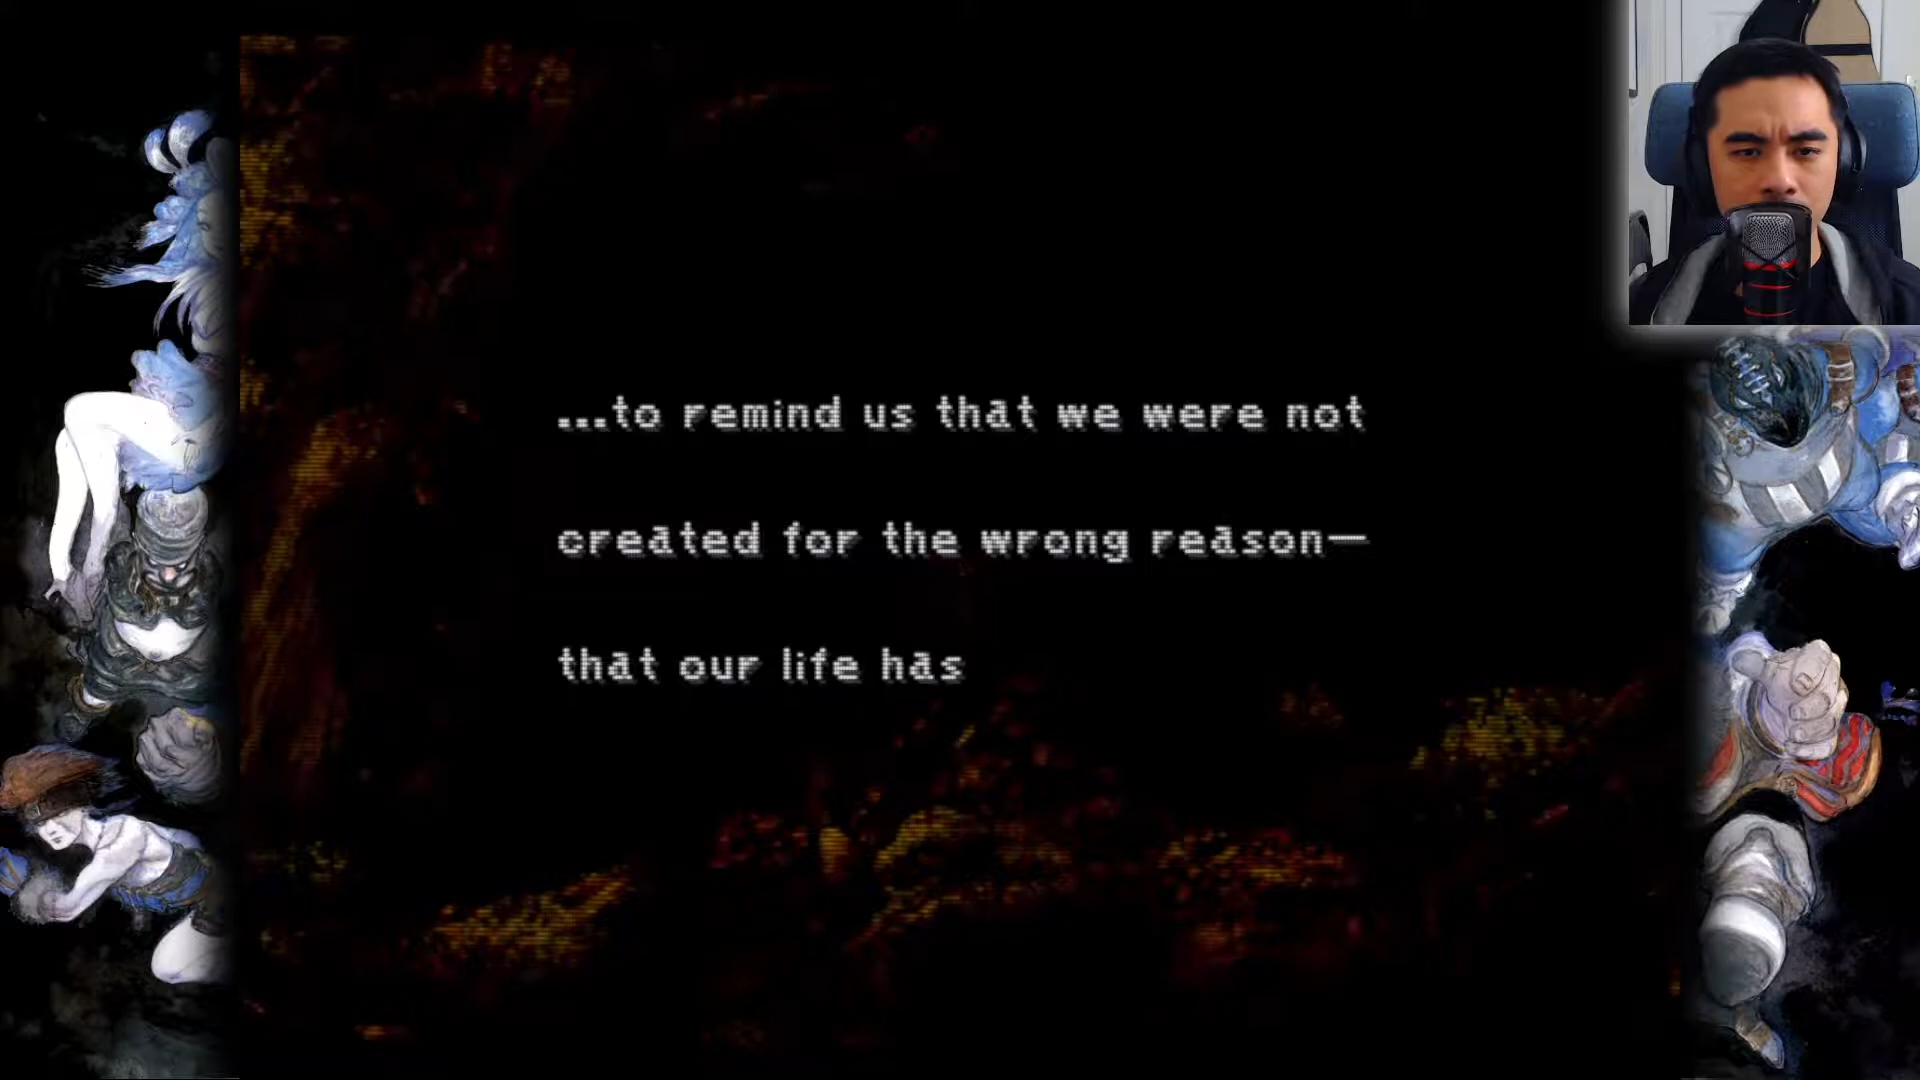 ...to remind us that we were not
created for the wrong reason—
that our life has